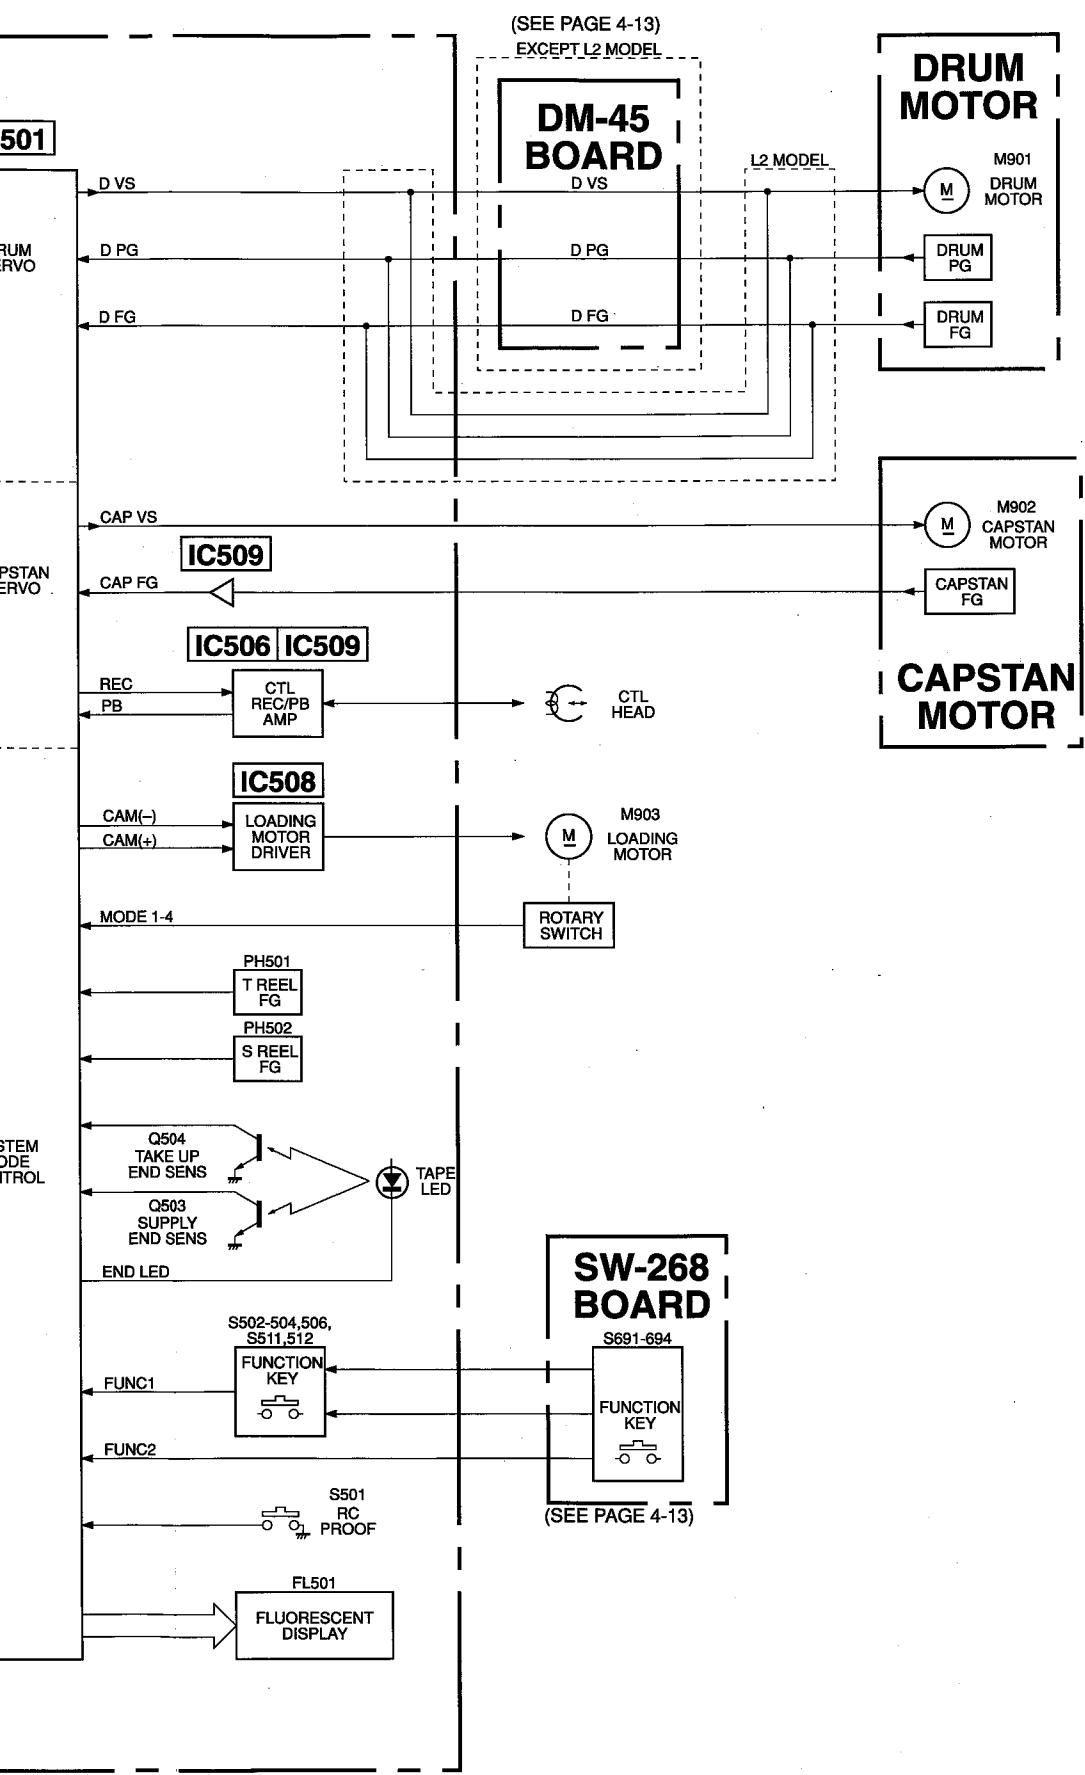 (SEE PAGE 4-13)
EXCEPT L2 MODEL
DM-45
BOARD
DRUM
MOTOR
501
L2 MODEL
M901
DRUM
MOTOR
M
D VS
D VS
RUM
ERVO
D PG
D PG
DRUM
PG
D FG
D FG
DRUM
FG
CAP VS
M
M902
CAPSTAN
MOTOR
IC509
PSTAN
ERVO
CAP FG
CAPSTAN
FG
CAPSTAN
MOTOR
IC506 IC509
REC
PB
CTL
REC/PB
AMP
CTL
HEAD
IC508
CAM(–)
CAM(+)
LOADING
MOTOR
DRIVER
M
M903
LOADING
MOTOR
MODE 1-4
ROTARY
SWITCH
PH501
T REEL
FG
PH502
S REEL
FG
STEM
ODE
ITROL
Q504
TAKE UP
END SENS
TAPE
LED
Q503
SUPPLY
END SENS
END LED
SW-268
BOARD
S502-504,506,
S511,512
FUNCTION
KEY
S691-694
FUNCTION
KEY
FUNC1
FUNC2
(SEE PAGE 4-13)
S501
RC
PROOF
FL501
FLUORESCENT
DISPLAY